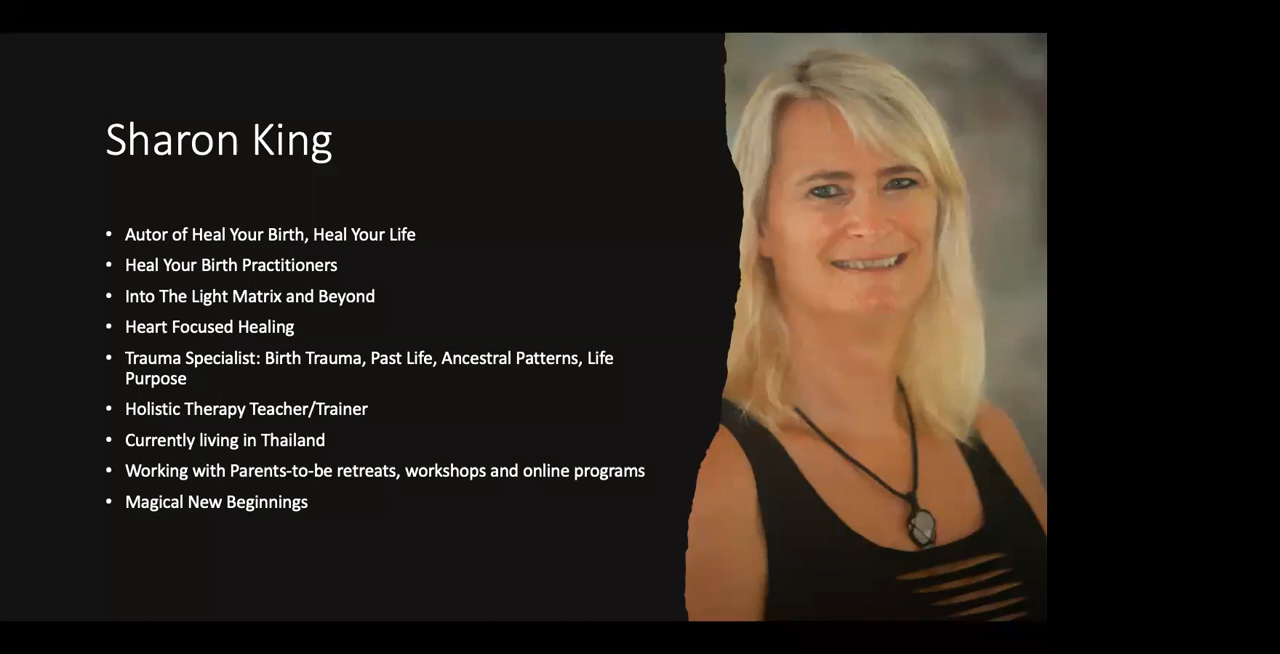 Sharon King
• Autor of Heal Your Birth, Heal Your Life
• Heal Your Birth Practitioners
• Into The Light Matrix and Beyond
• Heart Focused Healing
• Trauma Specialist: Birth Trauma, Past Life, Ancestral Patterns, Life
Purpose
• Holistic Therapy Teacher/Trainer
• Currently living in Thailand
• Working with Parents-to-be retreats, workshops and online programs
• Magical New Beginnings